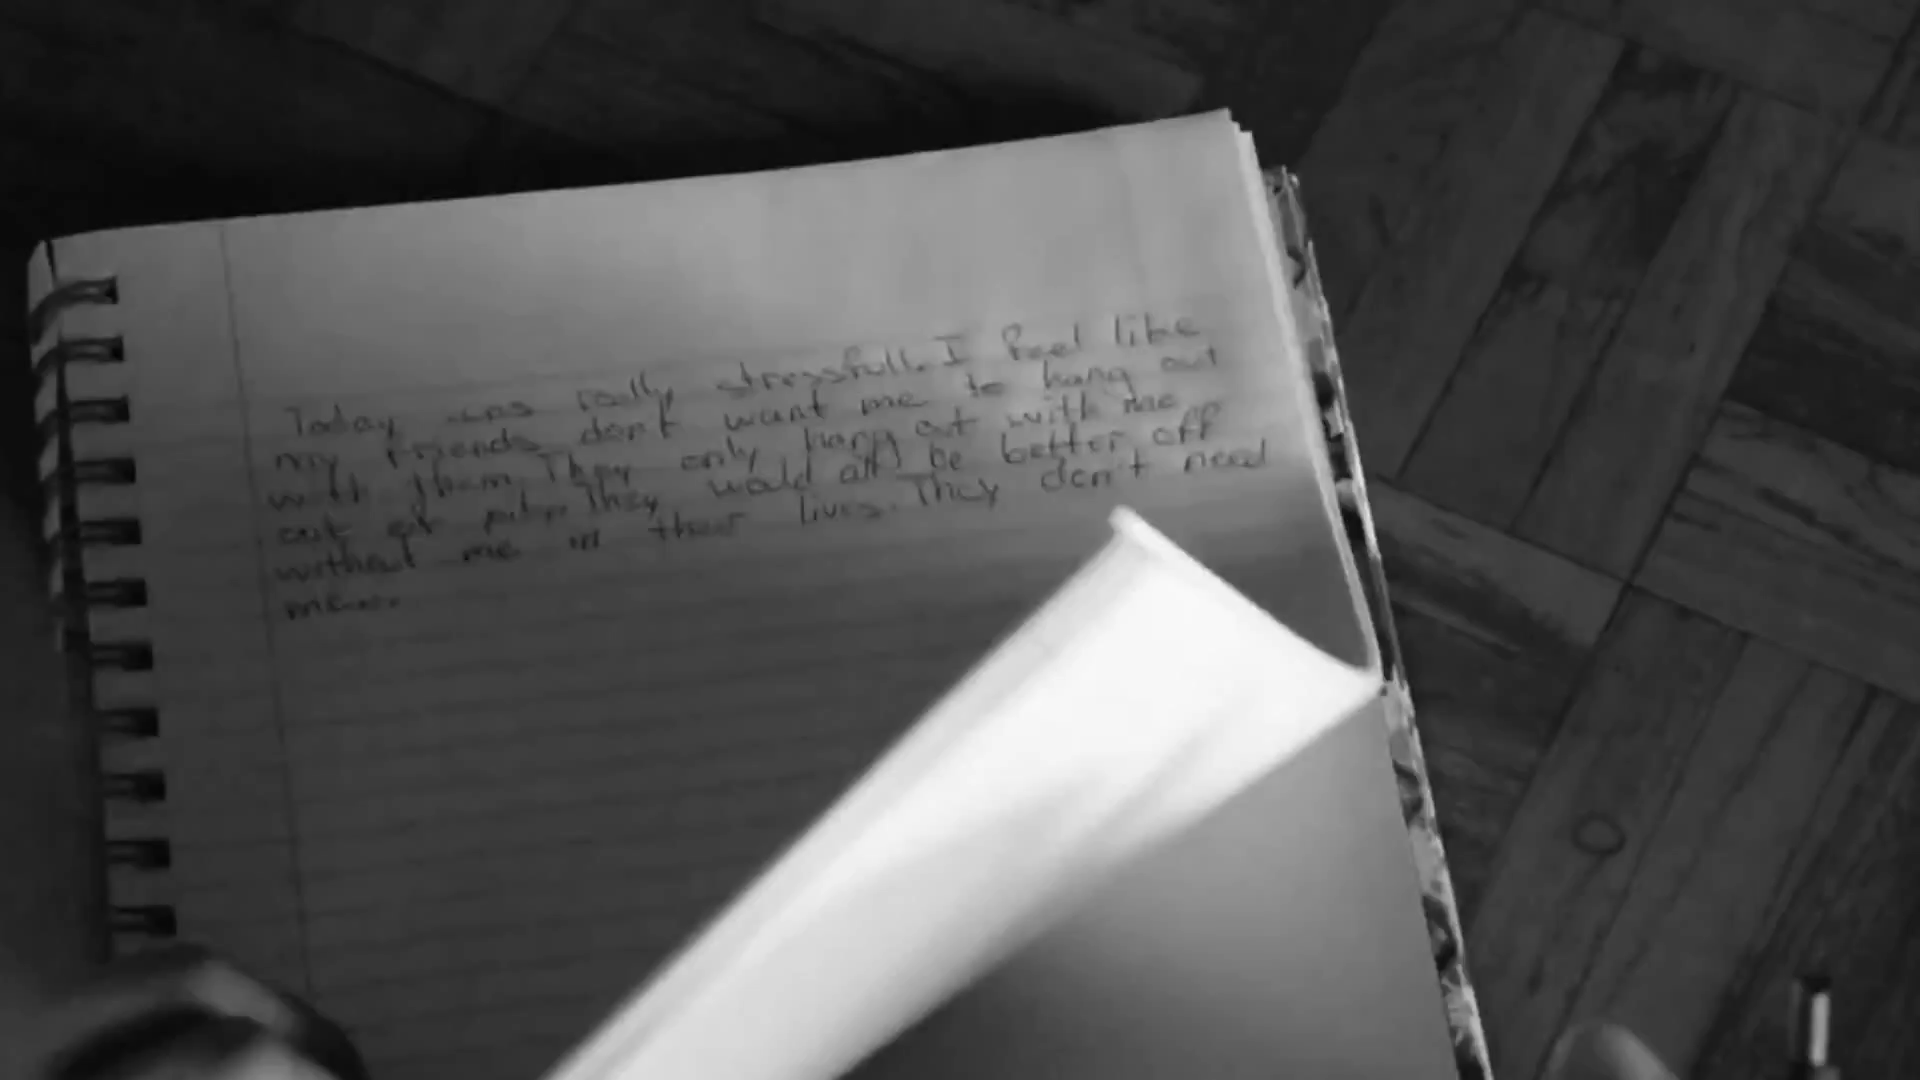 Today was really stressfull. I feel like
my friends don't want me to hang out
with them. They only hang out with me
out of pity. They would all be better off
without me in their lives. They don't need
me....